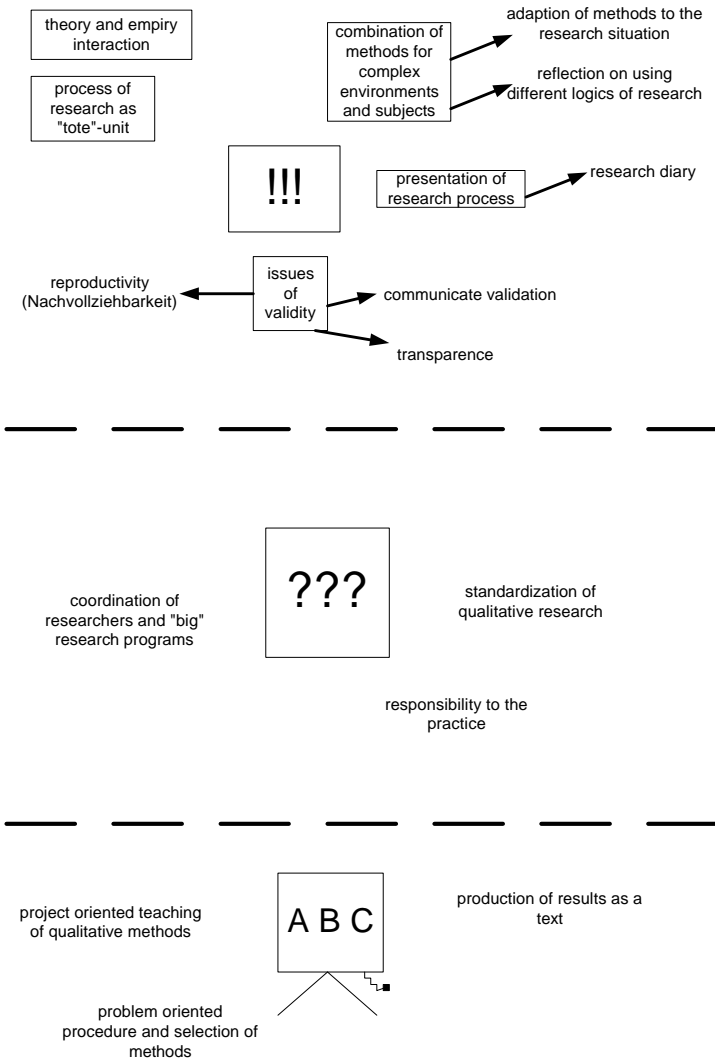 theory and empiry
interaction
process of
research as
"tote"-unit
combination of
methods for
complex
environments
and subjects
adaption of methods to the
research situation
reflection on using
different logics of research
!!!
presentation of
research process
research diary
reproductivity
(Nachvollziehbarkeit)
issues
of
validity
communicate validation
transparence
???
coordination of
researchers and "big"
research programs
standardization of
qualitative research
responsibility to the
practice
A B C
project oriented teaching
of qualitative methods
production of results as a
text
problem oriented
procedure and selection of
methods